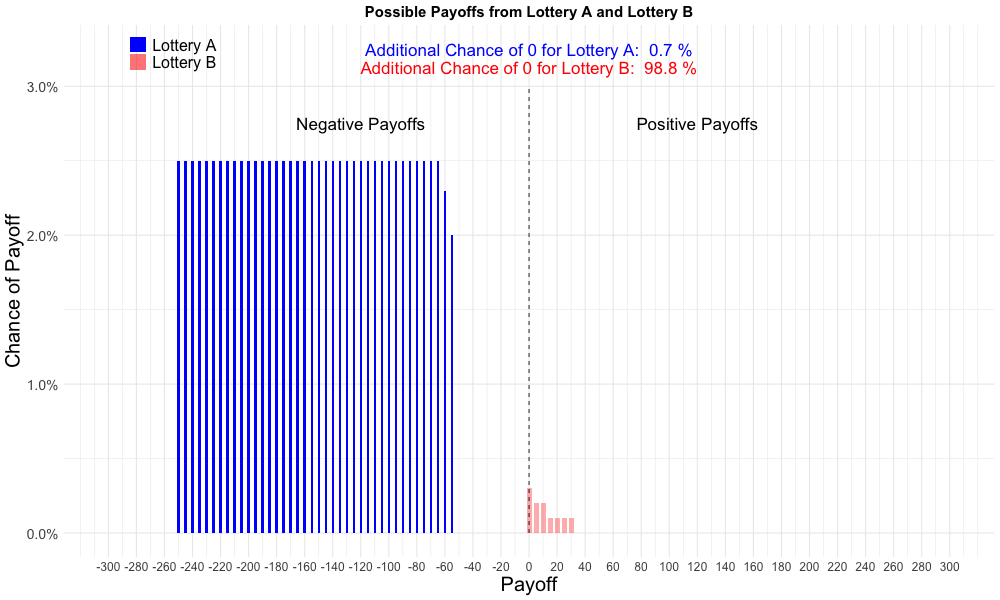 Possible Payoffs from Lottery A and Lottery B
Lottery A
Lottery B
Additional Chance of 0 for Lottery A:  0.7 %
Additional Chance of 0 for Lottery B:  98.8 %
Negative Payoffs
Positive Payoffs
Chance of Payoff
3.0%
2.0%
1.0%
0.0%
-300 -280 -260 -240 -220 -200 -180 -160 -140 -120 -100 -80 -60 -40 -20 0 20 40 60 80 100 120 140 160 180 200 220 240 260 280 300
Payoff